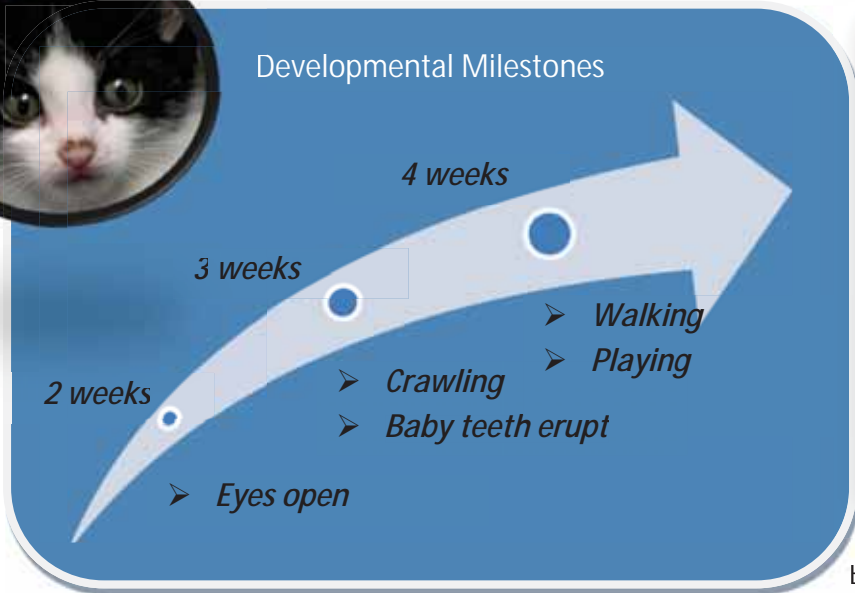 Developmental Milestones
4 weeks
3 weeks
➢ Walking
➢ Playing
2 weeks
➢ Crawling
➢ Baby teeth erupt
➢ Eyes open